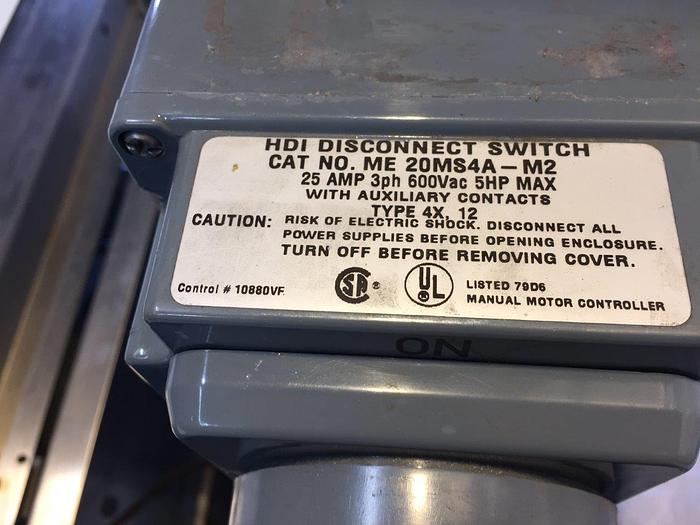 HDI DISCONNECT SWITCH
CAT NO. ME 20MS4A-M2
25 AMP 3ph 600Vac 5HP MAX
WITH AUXILIARY CONTACTS
TYPE 4X, 12
CAUTION: RISK OF ELECTRIC SHOCK. DISCONNECT ALL
POWER SUPPLIES BEFORE OPENING ENCLOSURE.
TURN OFF BEFORE REMOVING COVER.
Control # 10880VF
SA ® UL ® LISTED 79D6
MANUAL MOTOR CONTROLLER
ON